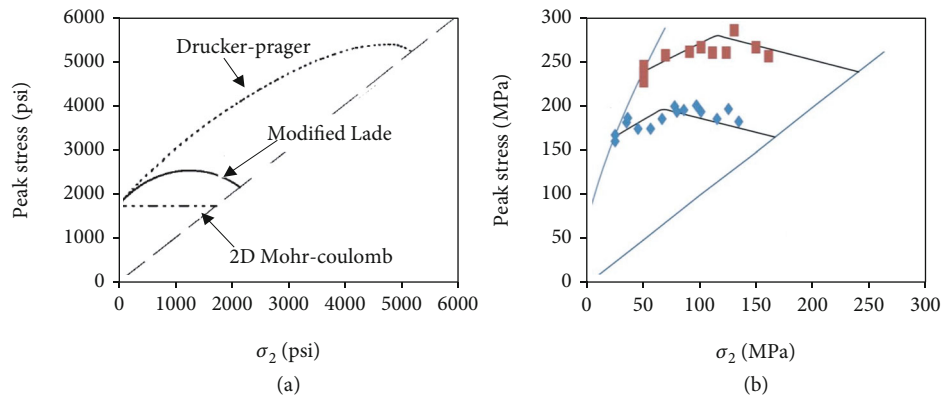 6000
5000
4000
3000
2000
1000
0
Peak stress (psi)
Drucker-prager
Modified Lade
2D Mohr-coulomb
0 1000 2000 3000 4000 5000 6000
σ2 (psi)
(a)
300
250
200
150
100
50
0
Peak stress (MPa)
0 50 100 150 200 250 300
σ2 (MPa)
(b)